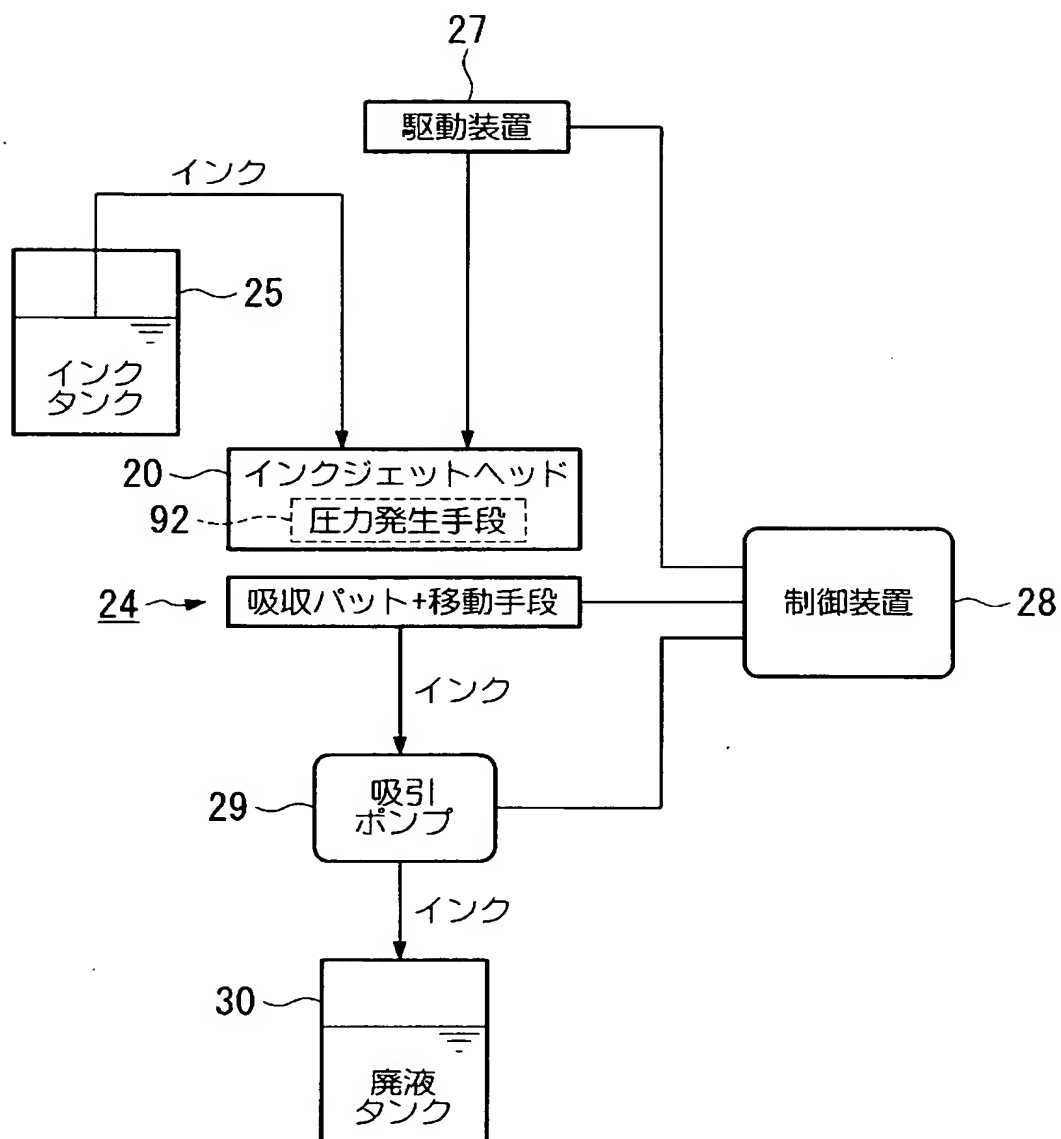 27
駆動装置
インク
25
インク
タンク
20
インクジェットヘッド
92
圧力発生手段
24
吸収パット+移動手段
制御装置
28
インク
29
吸引
ポンプ
インク
30
廃液
タンク